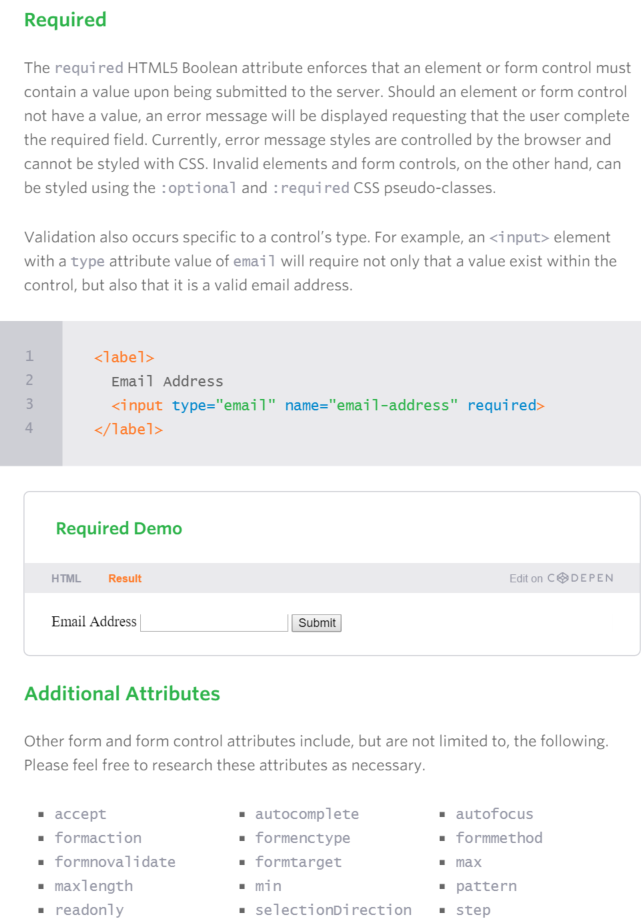 Required
The required HTML5 Boolean attribute enforces that an element or form control must
contain a value upon being submitted to the server. Should an element or form control
not have a value, an error message will be displayed requesting that the user complete
the required field. Currently, error message styles are controlled by the browser and
cannot be styled with CSS. Invalid elements and form controls, on the other hand, can
be styled using the :optional and :required CSS pseudo-classes.
Validation also occurs specific to a control’s type. For example, an <input> element
with a type attribute value of email will require not only that a value exist within the
control, but also that it is a valid email address.
1 <label>
2 Email Address
3 <input type="email" name="email-address" required>
4 </label>
Required Demo
HTML Result Edit on CODEPEN
Email Address Submit
Additional Attributes
Other form and form control attributes include, but are not limited to, the following.
Please feel free to research these attributes as necessary.
▪ accept ▪ autocomplete ▪ autofocus
▪ formaction ▪ formenctype ▪ formmethod
▪ formnovalidate ▪ formtarget ▪ max
▪ maxlength ▪ min ▪ pattern
▪ readonly ▪ selectionDirection ▪ step